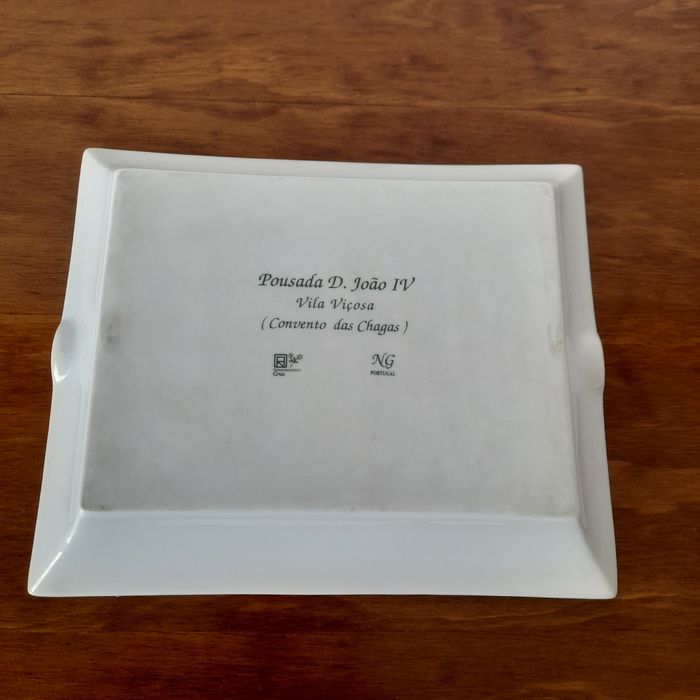 Pousada D. João IV
Vila Viçosa
(Convento das Chagas)
NG
PORTUGAL